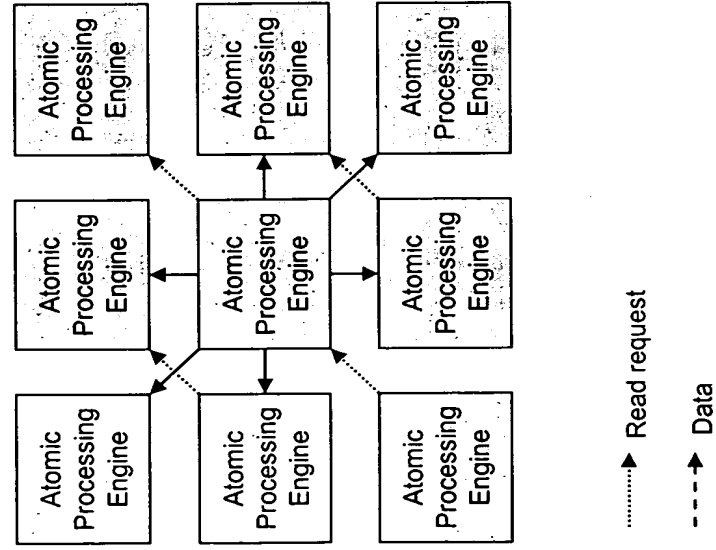 Atomic
Processing
Engine
Atomic
Processing
Engine
Atomic
Processing
Engine
Atomic
Processing
Engine
Atomic
Processing
Engine
Atomic
Processing
Engine
Atomic
Processing
Engine
Atomic
Processing
Engine
Atomic
Processing
Engine
Read request
Data